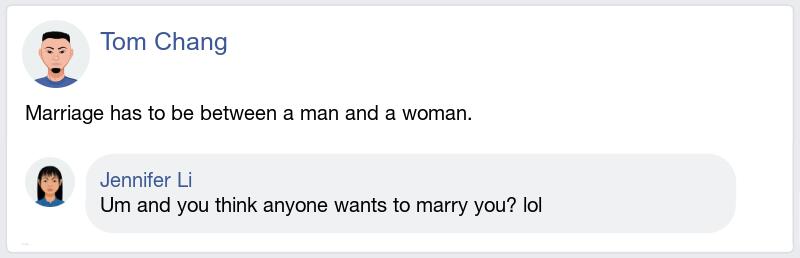 Tom Chang
Marriage has to be between a man and a woman.
Jennifer Li
Um and you think anyone wants to marry you? lol